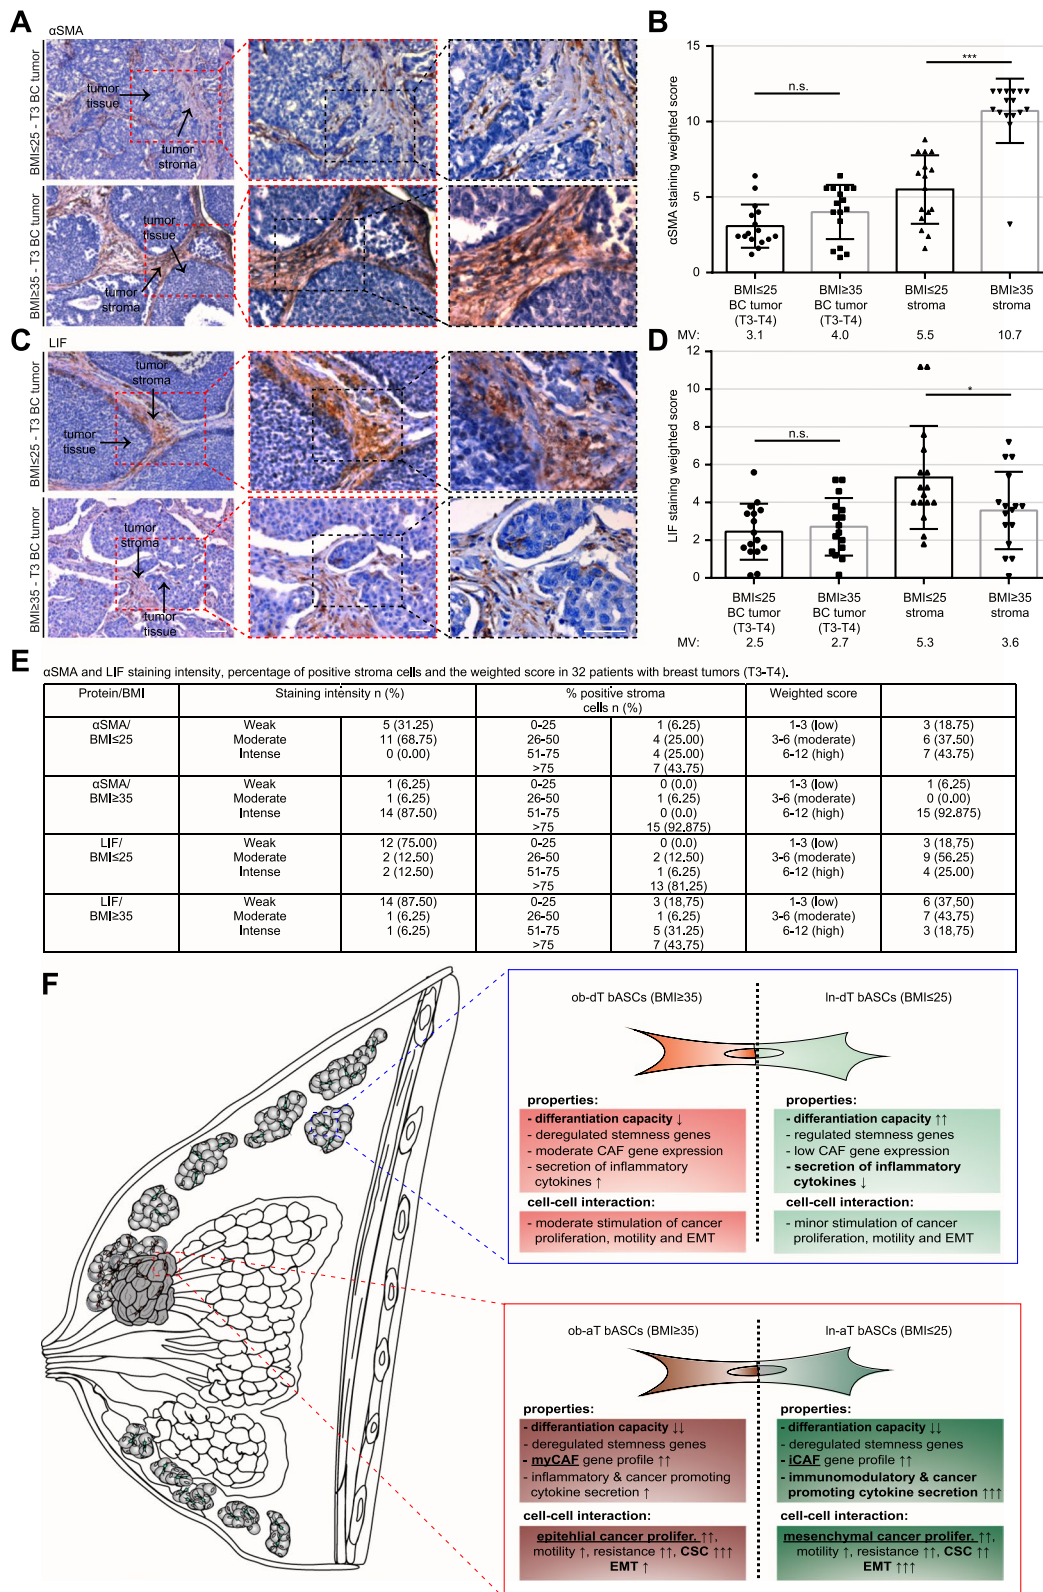 A
αSMA
BMI≤25 - T3 BC tumor
tumor
tissue
tumor
stroma
BMI≥35 - T3 BC tumor
tumor
tissue
tumor
stroma
B
αSMA staining weighted score
15
10
5
0
n.s.
***
BMI≤25
BC tumor
(T3-T4)
BMI≥35
BC tumor
(T3-T4)
BMI≤25
stroma
BMI≥35
stroma
MV: 3.1 4.0 5.5 10.7
C
LIF
BMI≤25 - T3 BC tumor
tumor
stroma
tumor
tissue
BMI≥35 - T3 BC tumor
tumor
stroma
tumor
tissue
D
LIF staining weighted score
12
10
8
6
4
2
0
n.s.
*
BMI≤25
BC tumor
(T3-T4)
BMI≥35
BC tumor
(T3-T4)
BMI≤25
stroma
BMI≥35
stroma
MV: 2.5 2.7 5.3 3.6
E
αSMA and LIF staining intensity, percentage of positive stroma cells and the weighted score in 32 patients with breast tumors (T3-T4).
Protein/BMI Staining intensity n (%) % positive stroma Weighted score
cells n (%)
αSMA/ Weak 5 (31.25) 0-25 1 (6.25) 1-3 (low) 3 (18.75)
BMI≤25 Moderate 11 (68.75) 26-50 4 (25.00) 3-6 (moderate) 6 (37.50)
Intense 0 (0.00) 51-75 4 (25.00) 6-12 (high) 7 (43.75)
>75 7 (43.75)
αSMA/ Weak 1 (6.25) 0-25 0 (0.0) 1-3 (low) 1 (6.25)
BMI≥35 Moderate 1 (6.25) 26-50 1 (6.25) 3-6 (moderate) 0 (0.00)
Intense 14 (87.50) 51-75 0 (0.0) 6-12 (high) 15 (92.875)
>75 15 (92.875)
LIF/ Weak 12 (75.00) 0-25 0 (0.0) 1-3 (low) 3 (18,75)
BMI≤25 Moderate 2 (12.50) 26-50 2 (12.50) 3-6 (moderate) 9 (56.25)
Intense 2 (12.50) 51-75 1 (6.25) 6-12 (high) 4 (25.00)
>75 13 (81.25)
LIF/ Weak 14 (87.50) 0-25 3 (18,75) 1-3 (low) 6 (37,50)
BMI≥35 Moderate 1 (6.25) 26-50 1 (6.25) 3-6 (moderate) 7 (43.75)
Intense 1 (6.25) 51-75 5 (31.25) 6-12 (high) 3 (18,75)
>75 7 (43.75)
F
ob-dT bASCs (BMI≥35)
properties:
- differantiation capacity ↓
- deregulated stemness genes
- moderate CAF gene expression
- secretion of inflammatory
cytokines ↑
cell-cell interaction:
- moderate stimulation of cancer
proliferation, motility and EMT
ln-dT bASCs (BMI≤25)
properties:
- differantiation capacity ↑↑
- regulated stemness genes
- low CAF gene expression
- secretion of inflammatory
cytokines ↓
cell-cell interaction:
- minor stimulation of cancer
proliferation, motility and EMT
ob-aT bASCs (BMI≥35)
properties:
- differantiation capacity ↓↓
- deregulated stemness genes
- myCAF gene profile ↑↑
- inflammatory & cancer promoting
cytokine secretion ↑
cell-cell interaction:
epitehlial cancer prolifer. ↑↑,
motility ↑, resistance ↑↑, CSC ↑↑↑
EMT ↑
ln-aT bASCs (BMI≤25)
properties:
- differantiation capacity ↓↓
- deregulated stemness genes
- iCAF gene profile ↑↑
- immunomodulatory & cancer
promoting cytokine secretion ↑↑↑
cell-cell interaction:
mesenchymal cancer prolifer. ↑↑,
motility ↑, resistance ↑↑, CSC ↑↑
EMT ↑↑↑